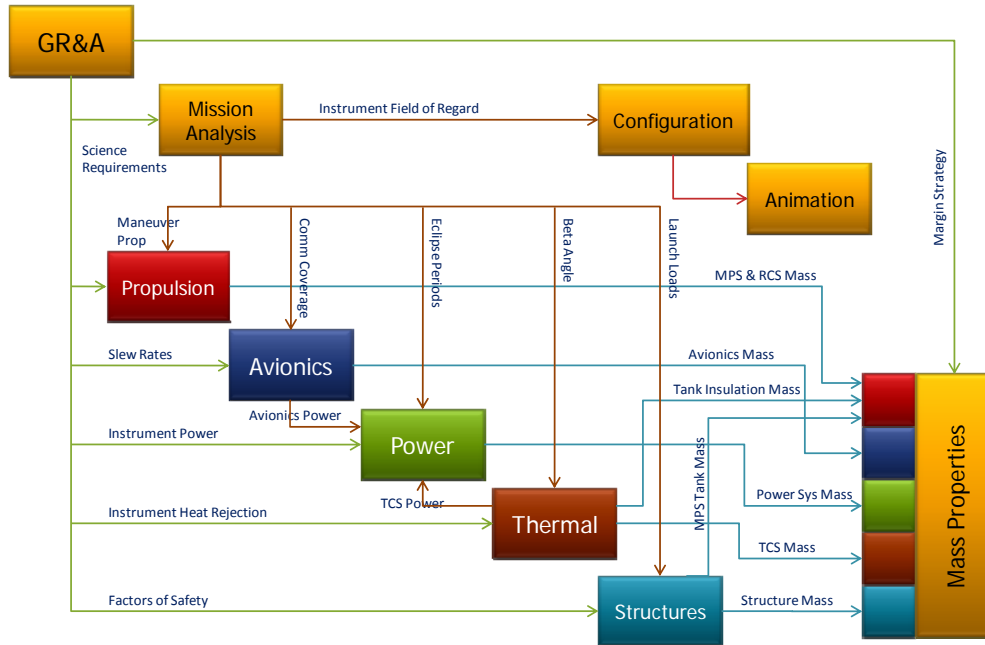 GR&A
Mission
Analysis
Instrument Field of Regard
Configuration
Science
Requirements
Animation
Margin Strategy
Maneuver
Prop
Comm Coverage
Eclipse Periods
Beta Angle
Launch Loads
Propulsion
MPS & RCS Mass
Slew Rates
Avionics
Avionics Mass
Tank Insulation Mass
Avionics Power
Instrument Power
Power
MPS Tank Mass
Power Sys Mass
Mass Properties
TCS Power
Instrument Heat Rejection
Thermal
TCS Mass
Factors of Safety
Structures
Structure Mass